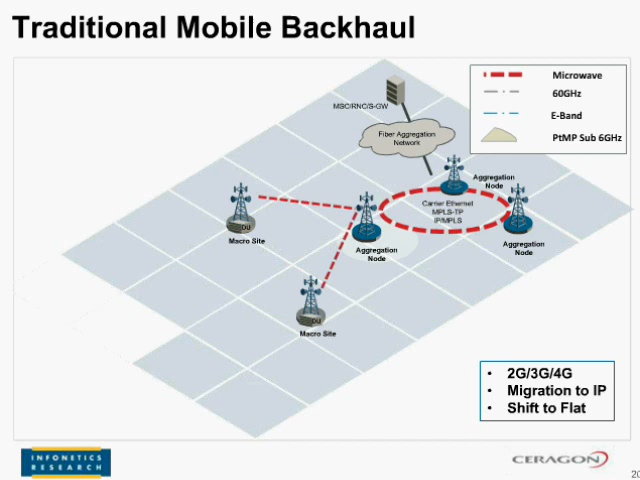 Traditional Mobile Backhaul
Microwave
60GHz
E-Band
PtMP Sub 6GHz
MSC/RNC/S-GW
Fiber Aggregation
Network
Aggregation
Node
Carrier Ethernet
MPLS-TP
IP/MPLS
Macro Site
Aggregation
Node
Aggregation
Node
Macro Site
• 2G/3G/4G
• Migration to IP
• Shift to Flat
INFONETICS
RESEARCH
CERAGON
20